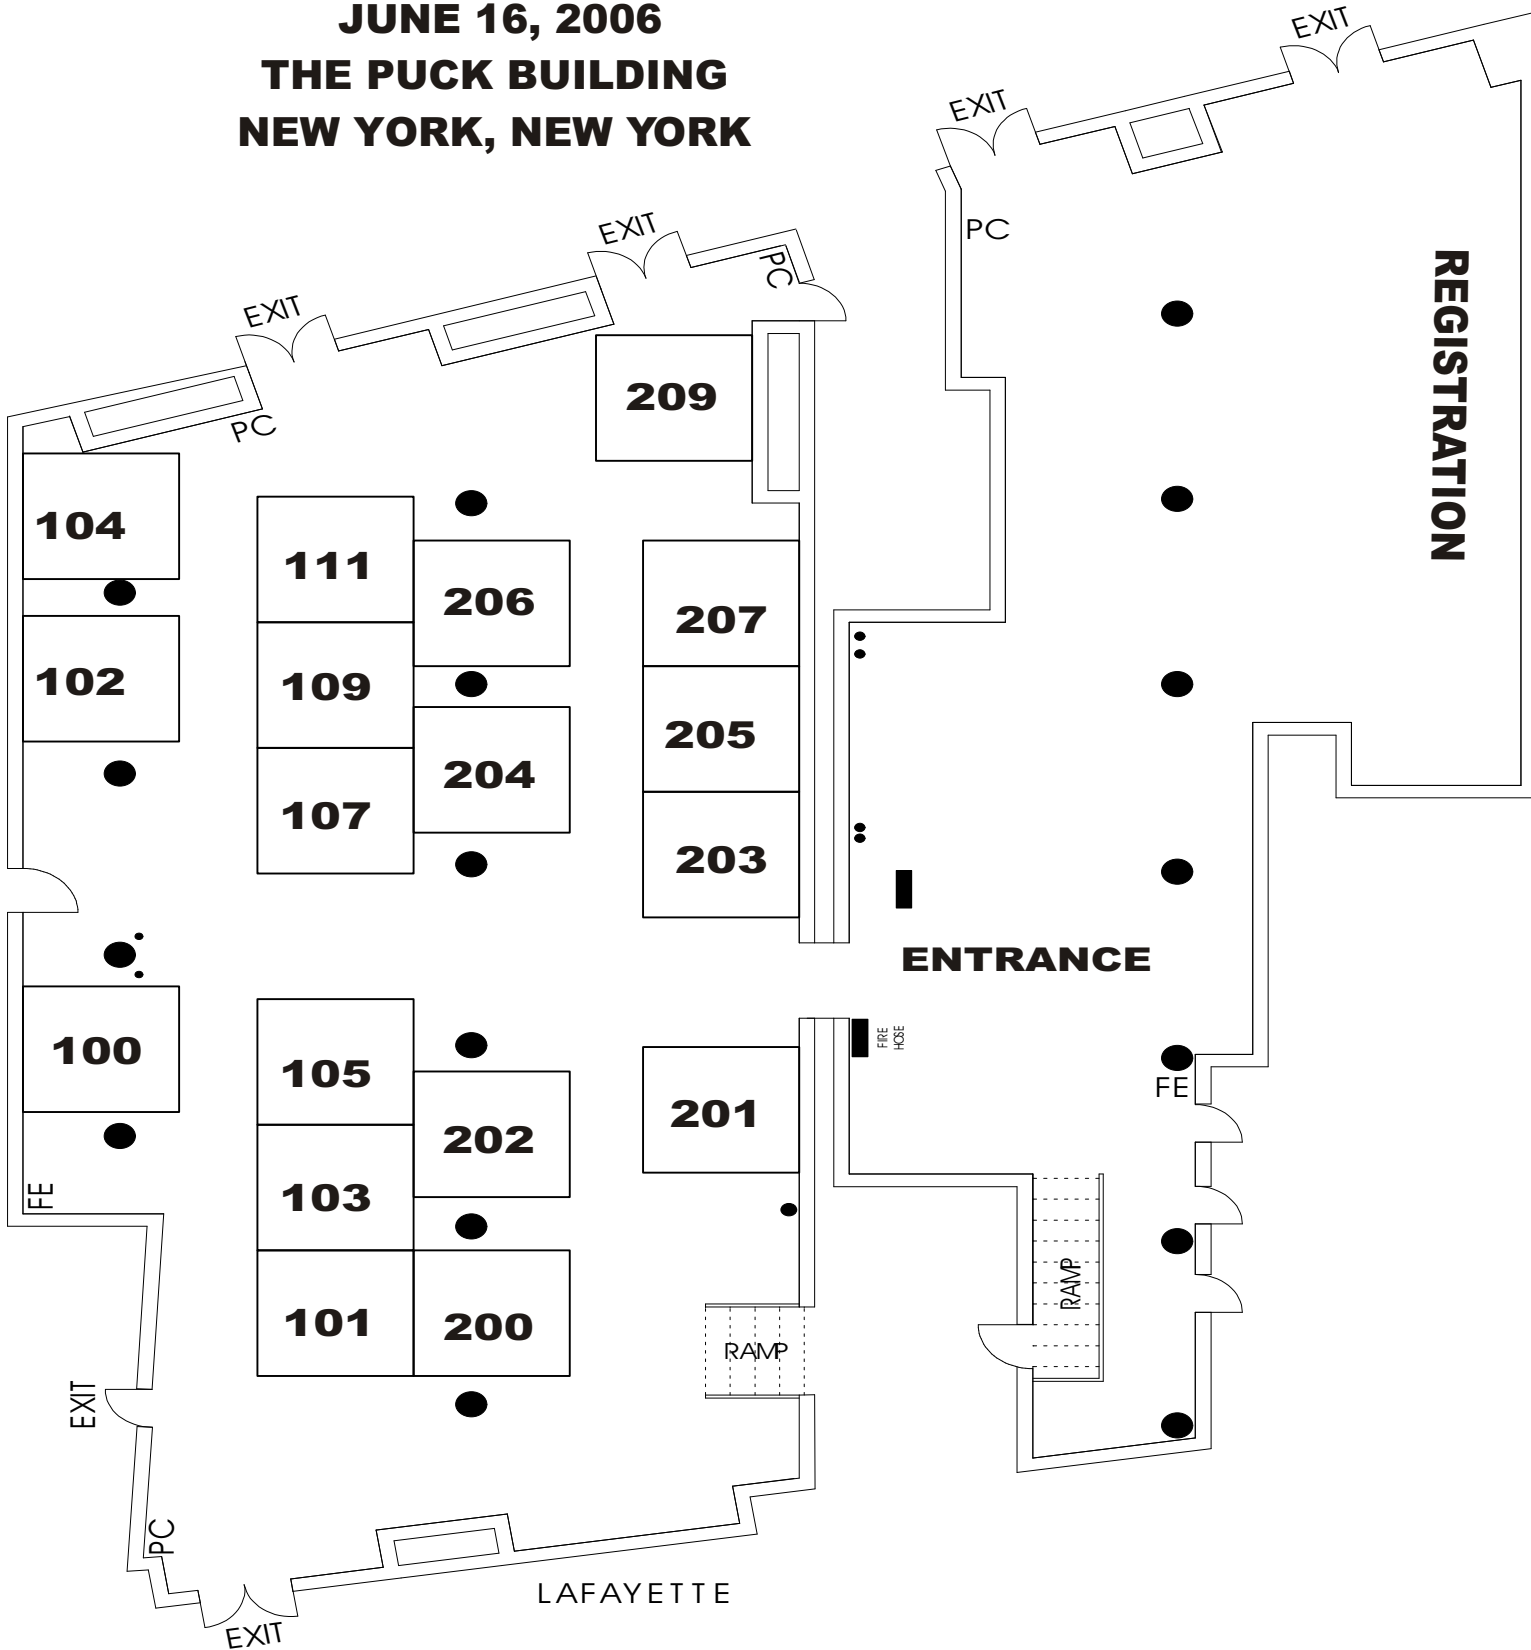 JUNE 16, 2006
THE PUCK BUILDING
NEW YORK, NEW YORK
EXIT
EXIT
PC
EXIT
PC
EXIT
PC
REGISTRATION
209
104
111
206
207
102
109
205
204
107
203
ENTRANCE
FIRE
HOSE
100
105
201
202
FE
FE
103
RAMP
101
200
RAMP
EXIT
PC
LAFAYETTE
EXIT